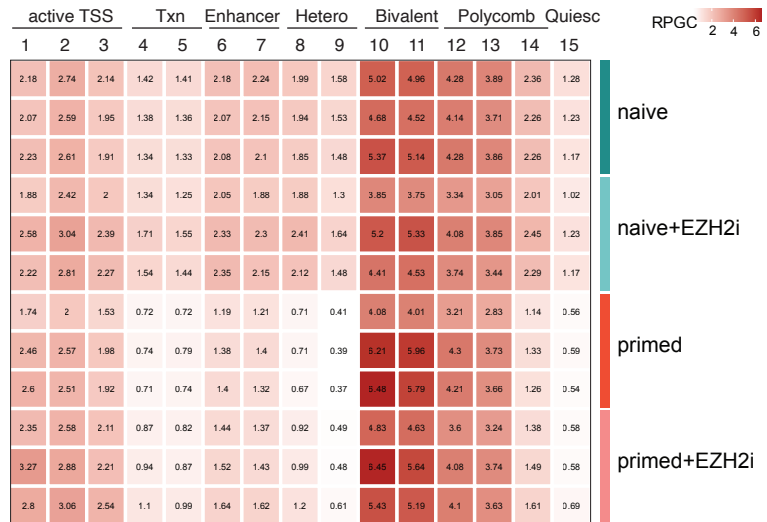 active TSS Txn Enhancer Hetero Bivalent Polycomb Quiesc
RPGC 2 4 6
1 2 3 4 5 6 7 8 9 10 11 12 13 14 15
2.18 2.74 2.14 1.42 1.41 2.18 2.24 1.99 1.58 5.02 4.96 4.28 3.89 2.36 1.28
naive
2.07 2.59 1.95 1.38 1.36 2.07 2.15 1.94 1.53 4.68 4.52 4.14 3.71 2.26 1.23
2.23 2.61 1.91 1.34 1.33 2.08 2.1 1.85 1.48 5.37 5.14 4.28 3.86 2.26 1.17
1.88 2.42 2 1.34 1.25 2.05 1.88 1.88 1.3 3.85 3.75 3.34 3.05 2.01 1.02
naive+EZH2i
2.58 3.04 2.39 1.71 1.55 2.33 2.3 2.41 1.64 5.2 5.33 4.08 3.85 2.45 1.23
2.22 2.81 2.27 1.54 1.44 2.35 2.15 2.12 1.48 4.41 4.53 3.74 3.44 2.29 1.17
1.74 2 1.53 0.72 0.72 1.19 1.21 0.71 0.41 4.08 4.01 3.21 2.83 1.14 0.56
primed
2.46 2.57 1.98 0.74 0.79 1.38 1.4 0.71 0.39 6.21 5.96 4.3 3.73 1.33 0.59
2.6 2.51 1.92 0.71 0.74 1.4 1.32 0.67 0.37 6.48 5.79 4.21 3.66 1.26 0.54
2.35 2.58 2.11 0.87 0.82 1.44 1.37 0.92 0.49 4.83 4.63 3.6 3.24 1.38 0.58
primed+EZH2i
3.27 2.88 2.21 0.94 0.87 1.52 1.43 0.99 0.48 6.45 5.64 4.08 3.74 1.49 0.58
2.8 3.06 2.54 1.1 0.99 1.64 1.62 1.2 0.61 5.43 5.19 4.1 3.63 1.61 0.69